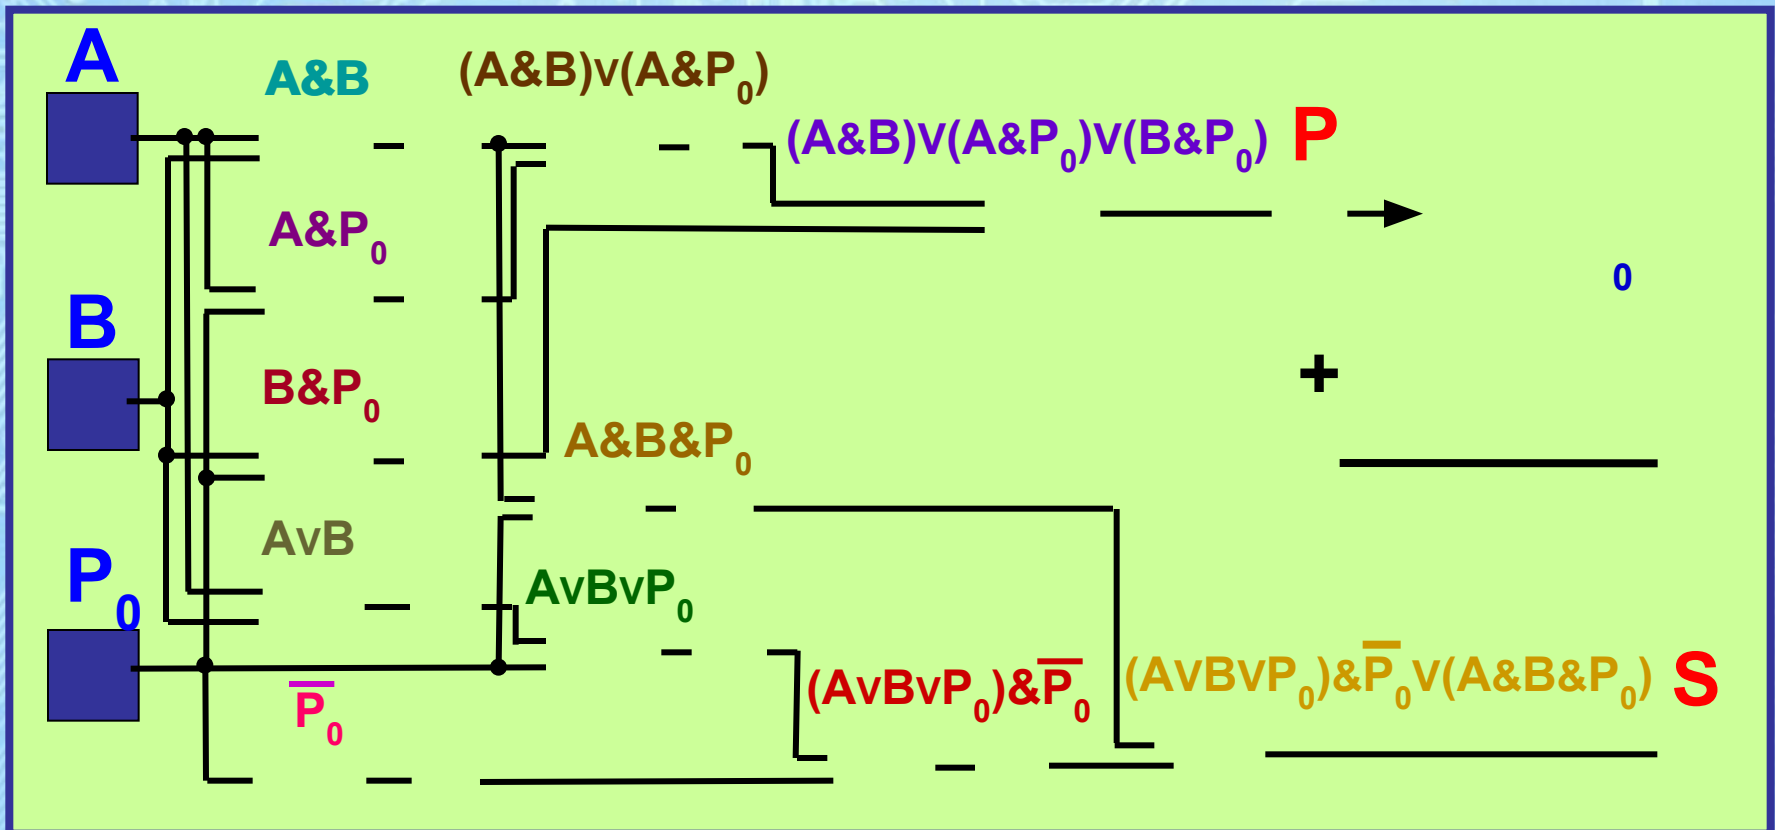 A
A&B
(A&B)v(A&P₀)
(A&B)V(A&P₀)V(B&P₀) P
A&P₀
0
B
B&P₀
+
A&B&P₀
AvB
P₀
AvBvP₀
P̅₀
(AvBvP₀)&P̅₀
(AvBvP₀)&P̅₀V(A&B&P₀) S